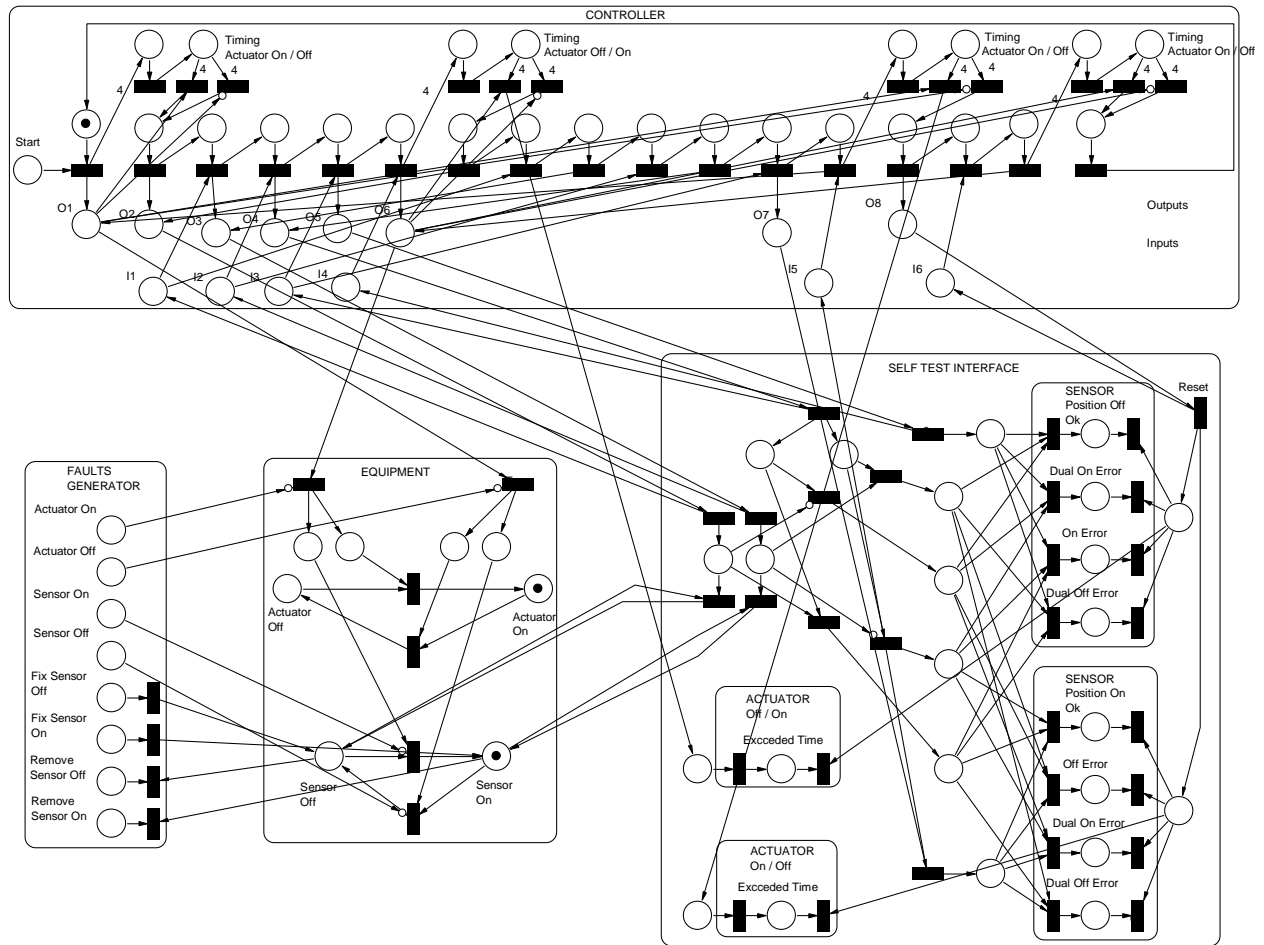 CONTROLLER
Timing
Actuator On / Off
Timing
Actuator Off / On
Timing
Actuator On / Off
Timing
Actuator On / Off
4
4
4
4
4
4
4
4
4
4
4
4
Start
O1
O2
O3
O4
O5
O6
O7
O8
Outputs
Inputs
I1
I2
I3
I4
I5
I6
SELF TEST INTERFACE
Reset
SENSOR
Position Off
Ok
Dual On Error
On Error
Dual Off Error
SENSOR
Position On
Ok
Off Error
Dual On Error
Dual Off Error
ACTUATOR
Off / On
Excceded Time
ACTUATOR
On / Off
Excceded Time
FAULTS
GENERATOR
Actuator On
Actuator Off
Sensor On
Sensor Off
Fix Sensor
Off
Fix Sensor
On
Remove
Sensor Off
Remove
Sensor On
EQUIPMENT
Actuator
Off
Actuator
On
Sensor
Off
Sensor
On